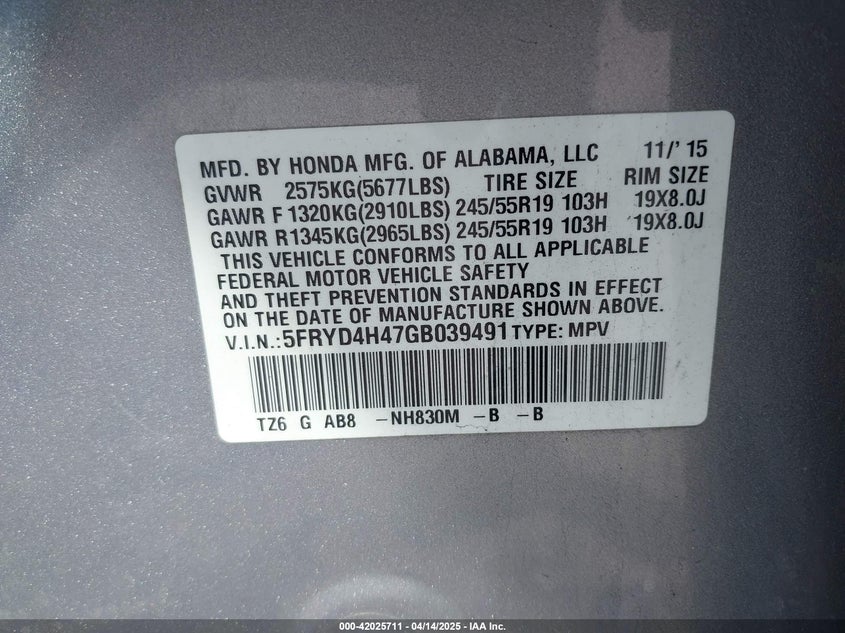 MFD. BY HONDA MFG. OF ALABAMA, LLC 11/' 15
GVWR 2575KG(5677LBS) TIRE SIZE RIM SIZE
GAWR F 1320KG(2910LBS) 245/55R19 103H 19X8.0J
GAWR R1345KG(2965LBS) 245/55R19 103H 19X8.0J
THIS VEHICLE CONFORMS TO ALL APPLICABLE
FEDERAL MOTOR VEHICLE SAFETY
AND THEFT PREVENTION STANDARDS IN EFFECT
ON THE DATE OF MANUFACTURE SHOWN ABOVE.
V.I.N.:5FRYD4H47GB039491 TYPE: MPV
TZ6 G AB8 -NH830M -B -B
000-42025711 - 04/14/2025 - IAA Inc.